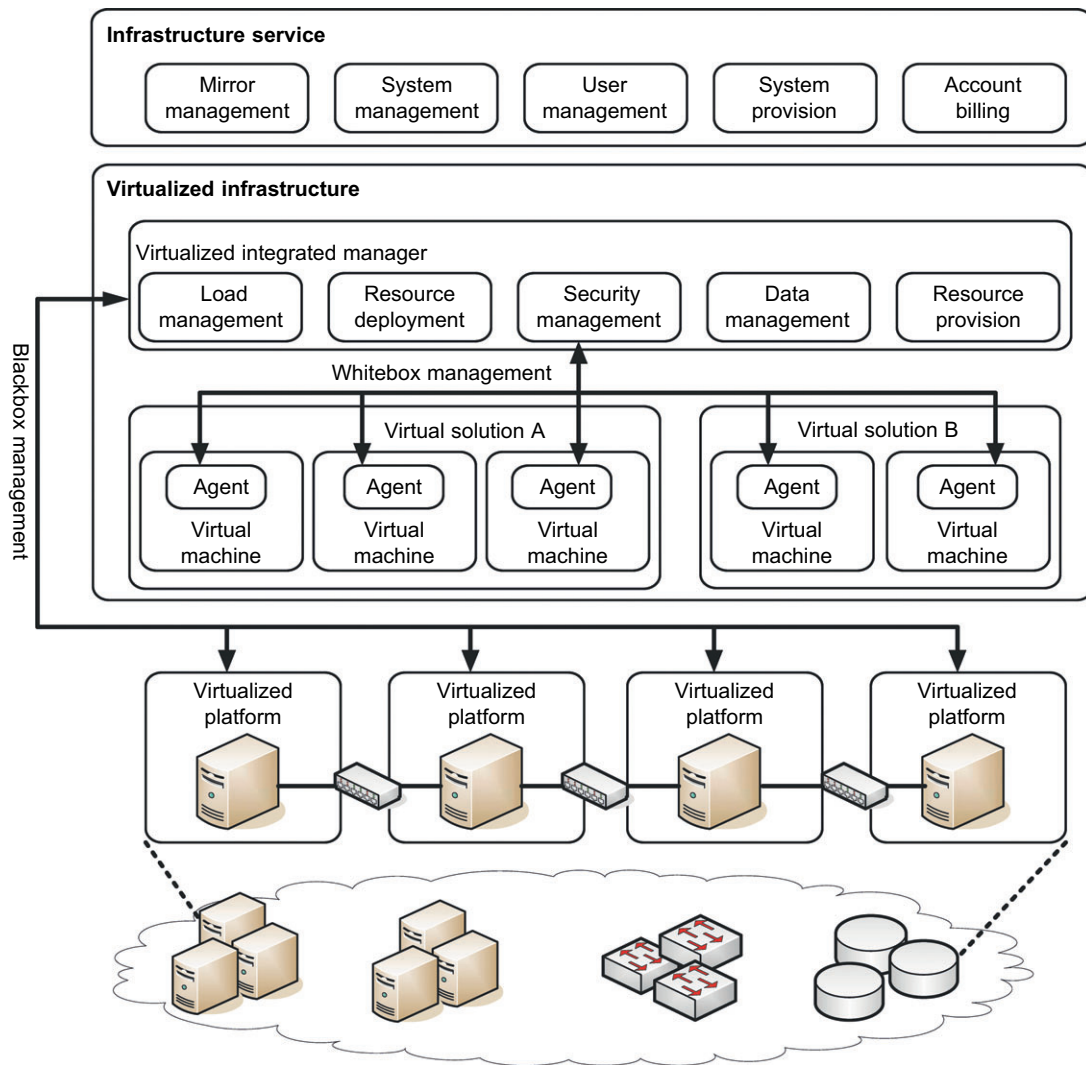 Infrastructure service
Mirror
management
System
management
User
management
System
provision
Account
billing
Virtualized infrastructure
Virtualized integrated manager
Load
management
Resource
deployment
Security
management
Data
management
Resource
provision
Blackbox management
Whitebox management
Virtual solution A
Agent
Virtual
machine
Agent
Virtual
machine
Agent
Virtual
machine
Virtual solution B
Agent
Virtual
machine
Agent
Virtual
machine
Virtualized
platform
Virtualized
platform
Virtualized
platform
Virtualized
platform